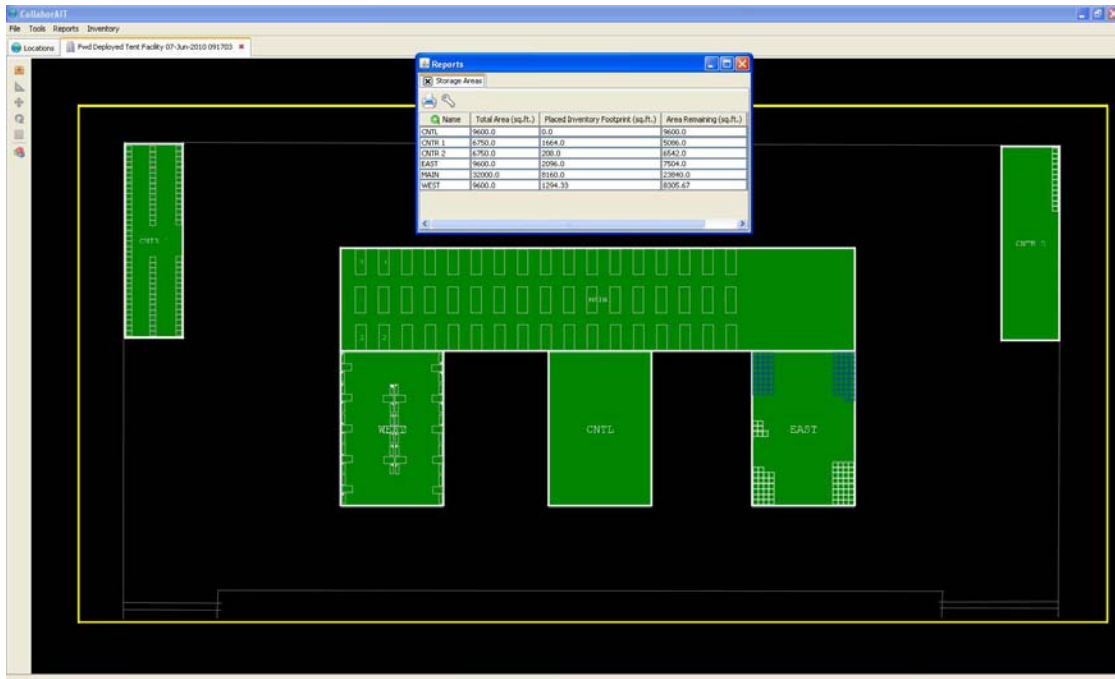 CollaborAIT
File Tools Reports Inventory
Locations Fwd Deployed Tent Facility 07-Jun-2010 091703
Reports
Storage Areas
Name Total Area (sq.ft.) Placed Inventory Footprint (sq.ft.) Area Remaining (sq.ft.)
CNTL 9600.0 0.0 9600.0
CNTR 1 6750.0 1664.0 5086.0
CNTR 2 6750.0 208.0 6542.0
EAST 9600.0 2096.0 7504.0
MAIN 32000.0 8160.0 23840.0
WEST 9600.0 1294.33 8305.67
CNTR
CNTR 2
MAIN
WEST
CNTL
EAST